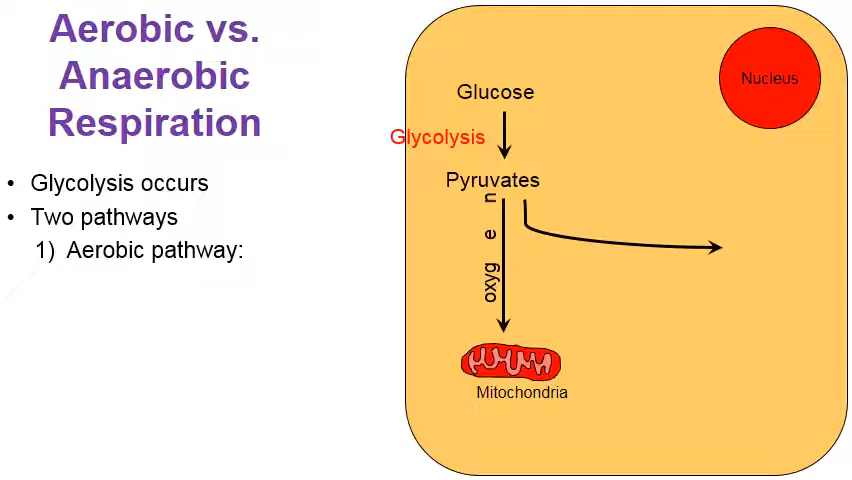 Aerobic vs.
Anaerobic
Respiration
• Glycolysis occurs
• Two pathways
1) Aerobic pathway:
Nucleus
Glucose
Glycolysis
Pyruvates
oxyg e n
Mitochondria